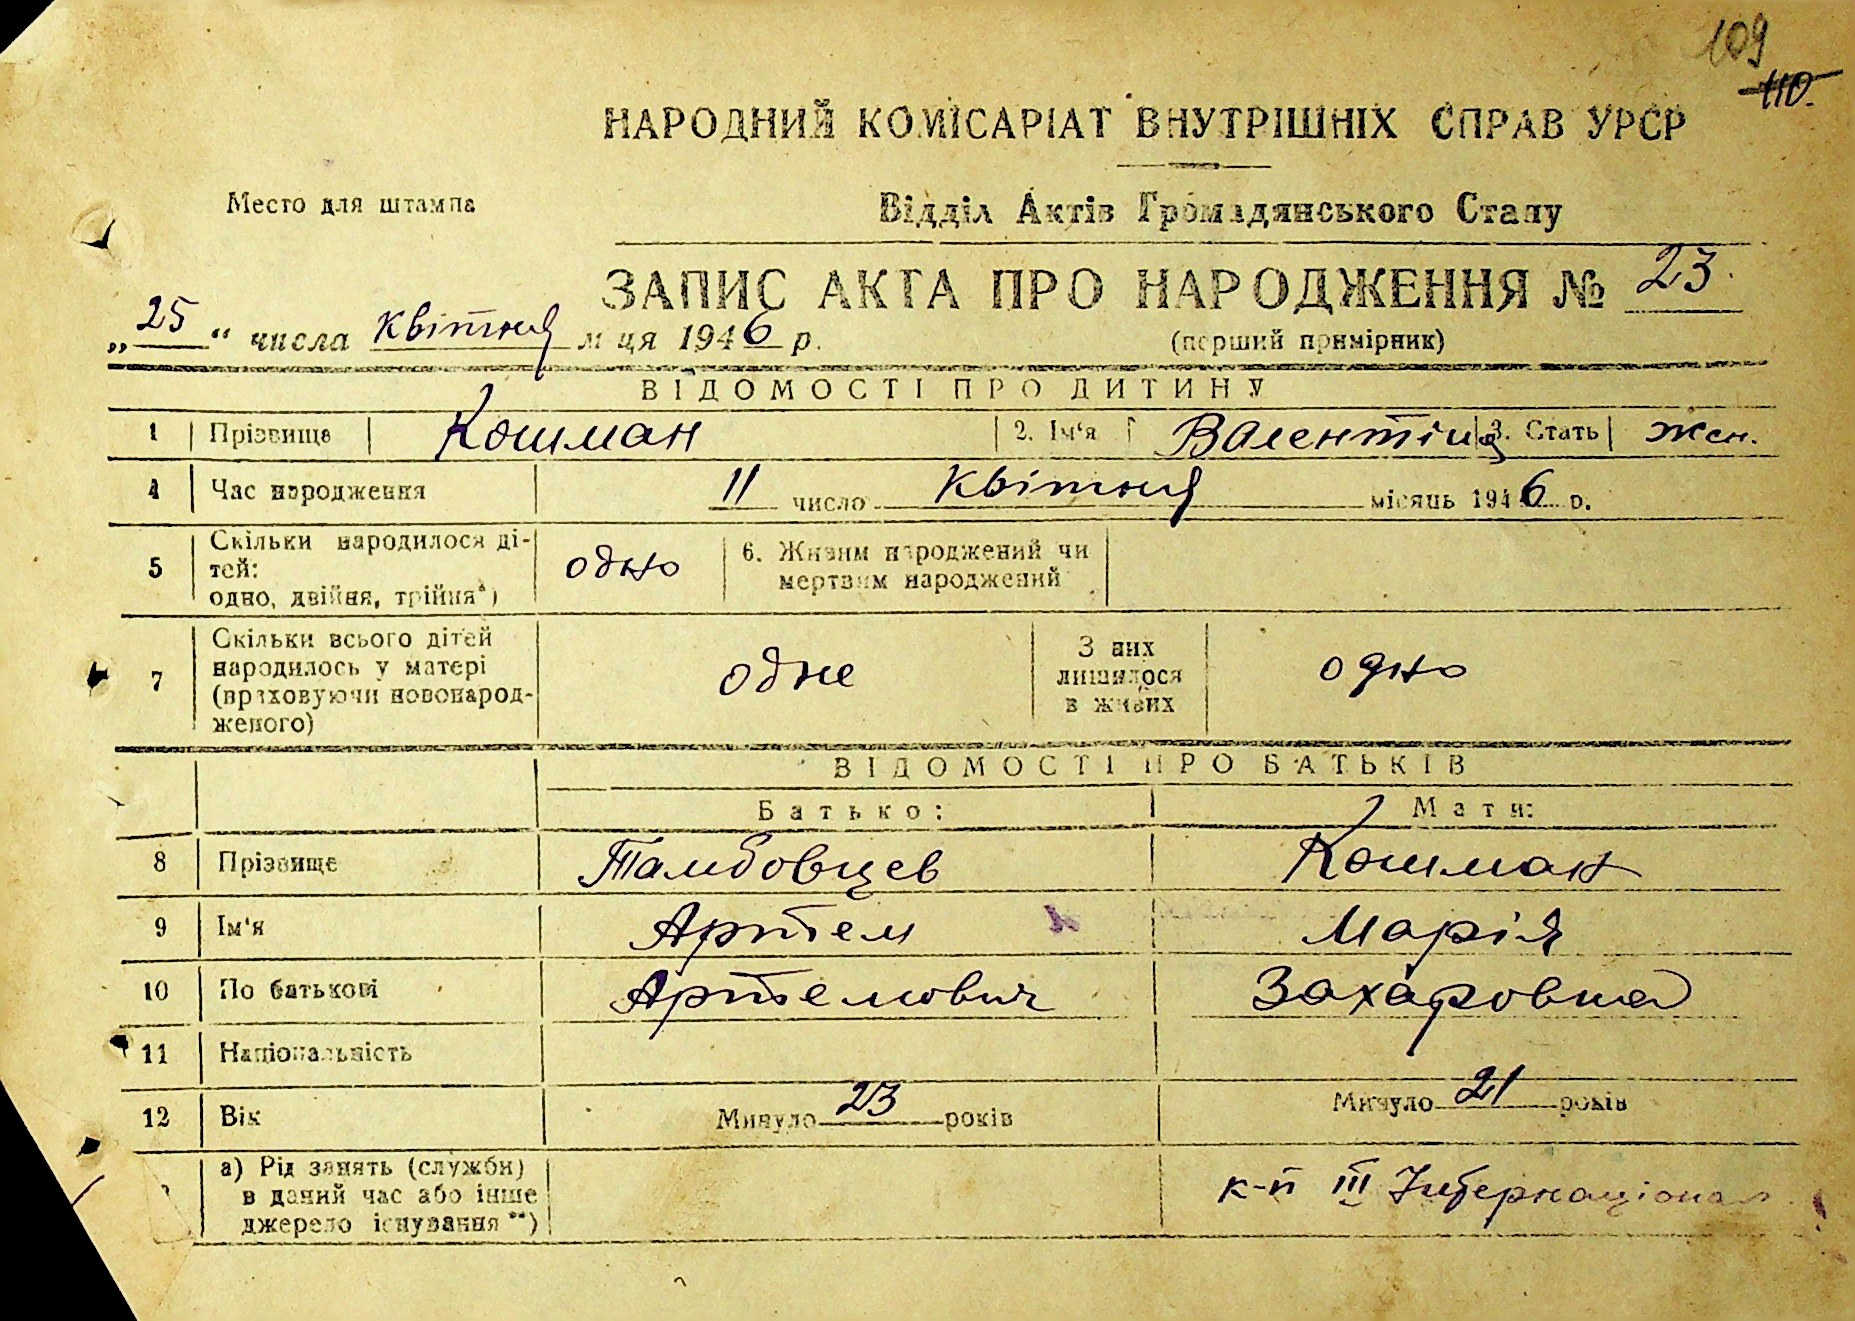 109
110.
НАРОДНИЙ КОМІСАРІАТ ВНУТРІШНІХ СПРАВ УРСР
Место для штампа
Відділ Актів Громадянського Стану
ЗАПИС АКТА ПРО НАРОДЖЕННЯ № 23.
„25“ числа квітня м ця 1946 р.
(перший примірник)
ВІДОМОСТІ ПРО ДИТИНУ
1 Прізвище Кошман 2. Ім‘я Валентіна 3. Стать жен.
4 Час народження 11 число квітня місяць 1946 р.
5 Скільки народилося ді-
тей:
одно, двійня, трійня*)
одно
6. Живим народжений чи
мертвим народжений
7 Скільки всього дітей
народилось у матері
(враховуючи новонарод-
женого)
одне
З них
лишилося
в живих
одно
ВІДОМОСТІ ПРО БАТЬКІВ
Батько: Мати:
8 Прізвище Тамбовцев Кошман
9 Ім‘я Артем Марія
10 По батькові Артемович Захаровна
11 Національність
12 Вік Минуло 23 років Минуло 21 років
а) Рід занять (служби)
в даний час або інше
джерело існування **)
к-п III Інтернаціонал